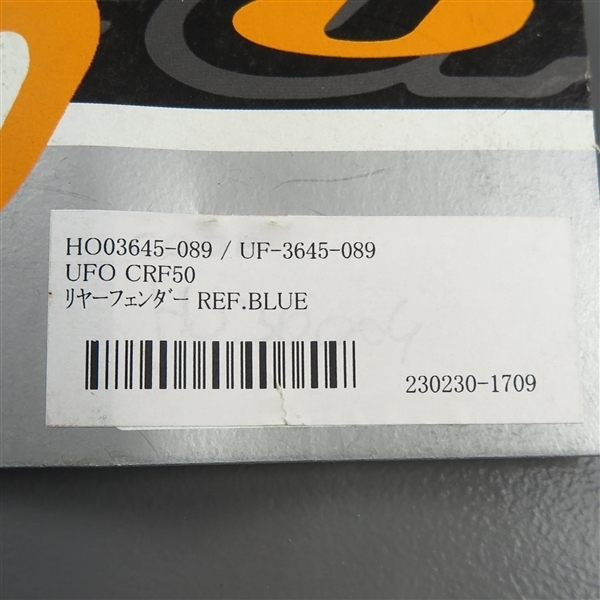 HO03645-089 / UF-3645-089
UFO CRF50
ﾘﾔｰﾌｪﾝﾀﾞｰ REF.BLUE
230230-1709